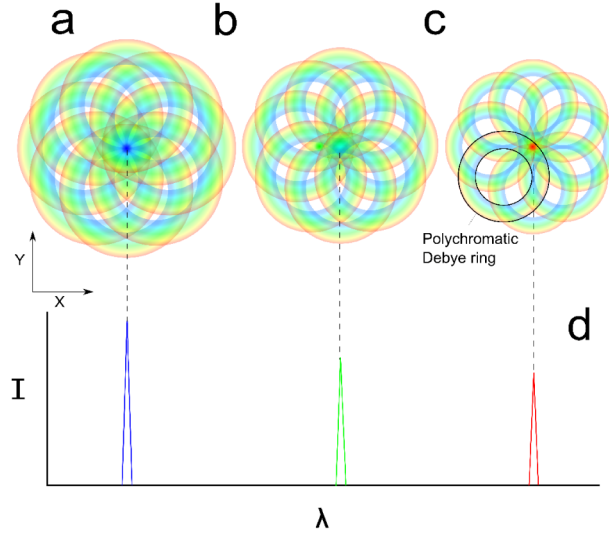 a
b
c
Polychromatic
Debye ring
Y
X
d
I
λ